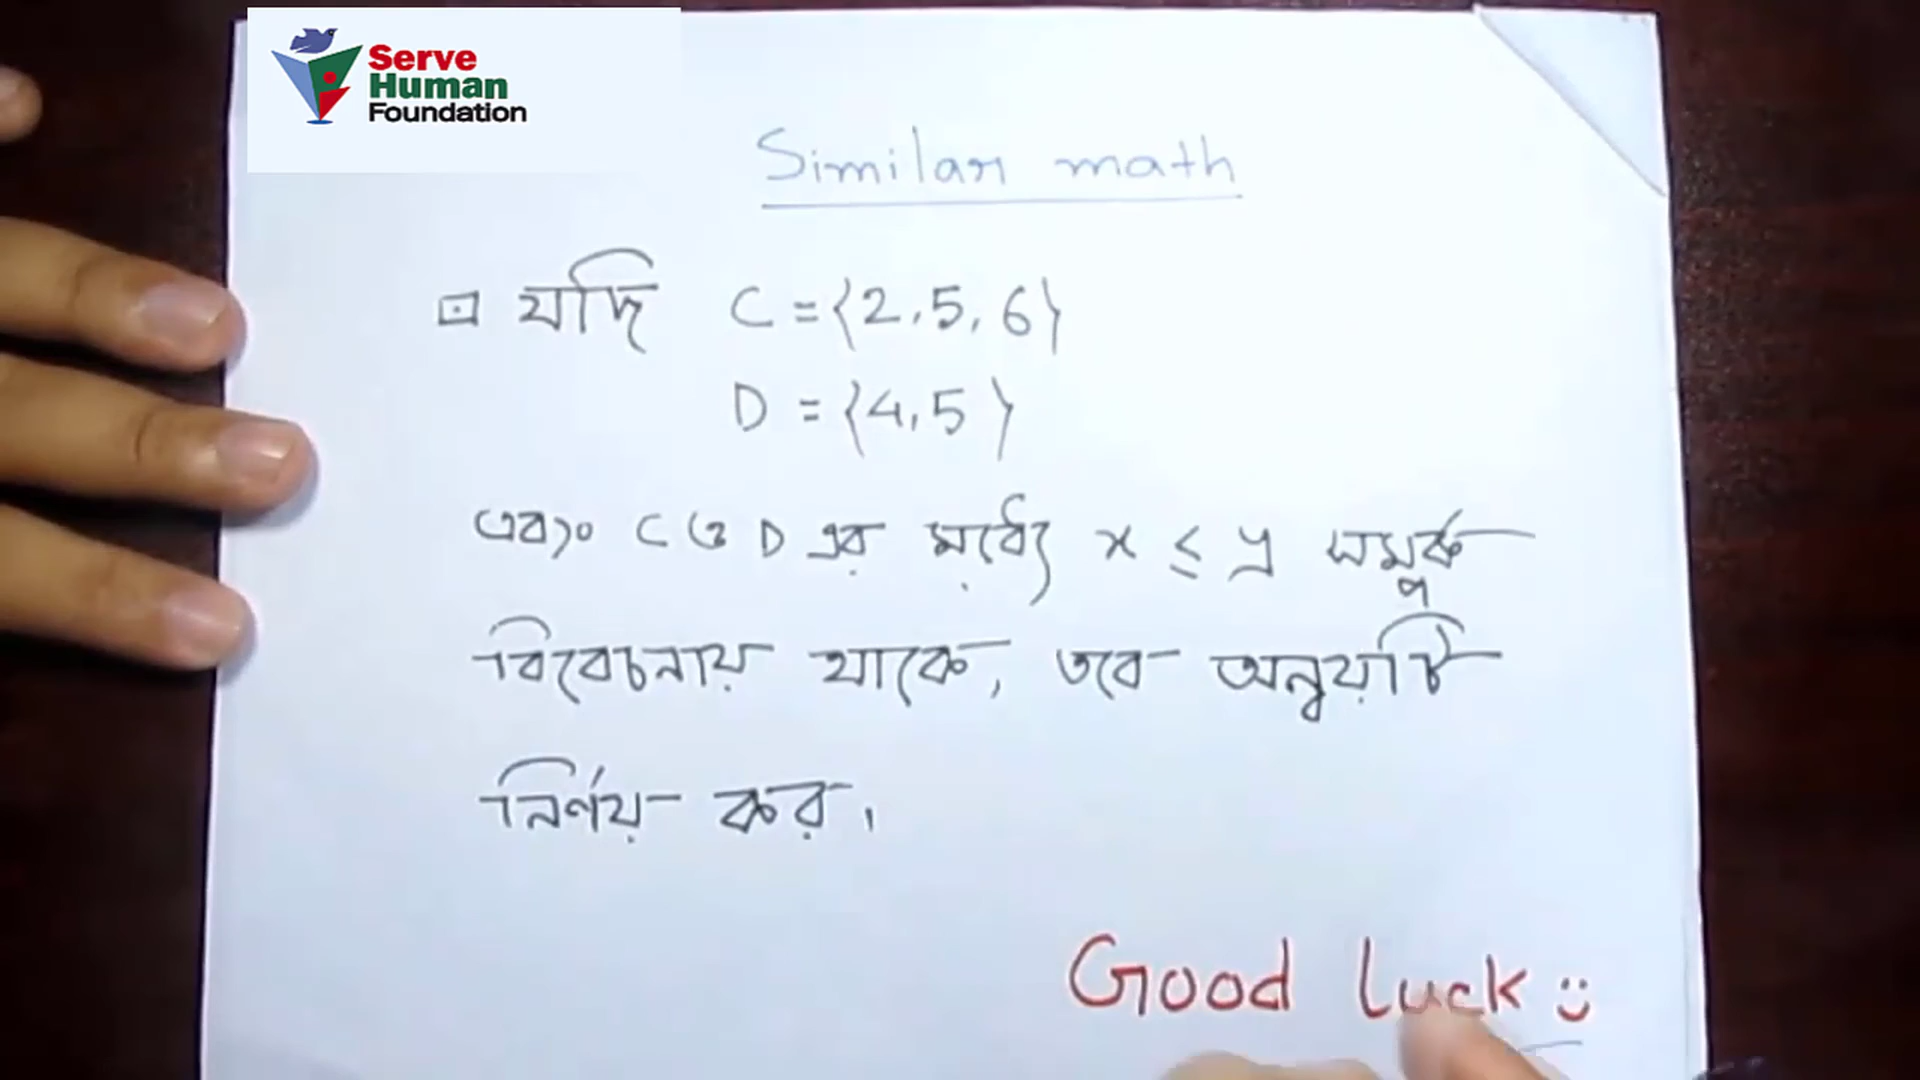 Serve
Human
Foundation
Similar math
যদি C = {2, 5, 6}
D = {4, 5}
এবং C ও D এর মধ্যে x ≤ y সম্পর্ক
বিবেচনায় থাকে, তবে অন্বয়টি
নির্ণয় কর।
Good luck